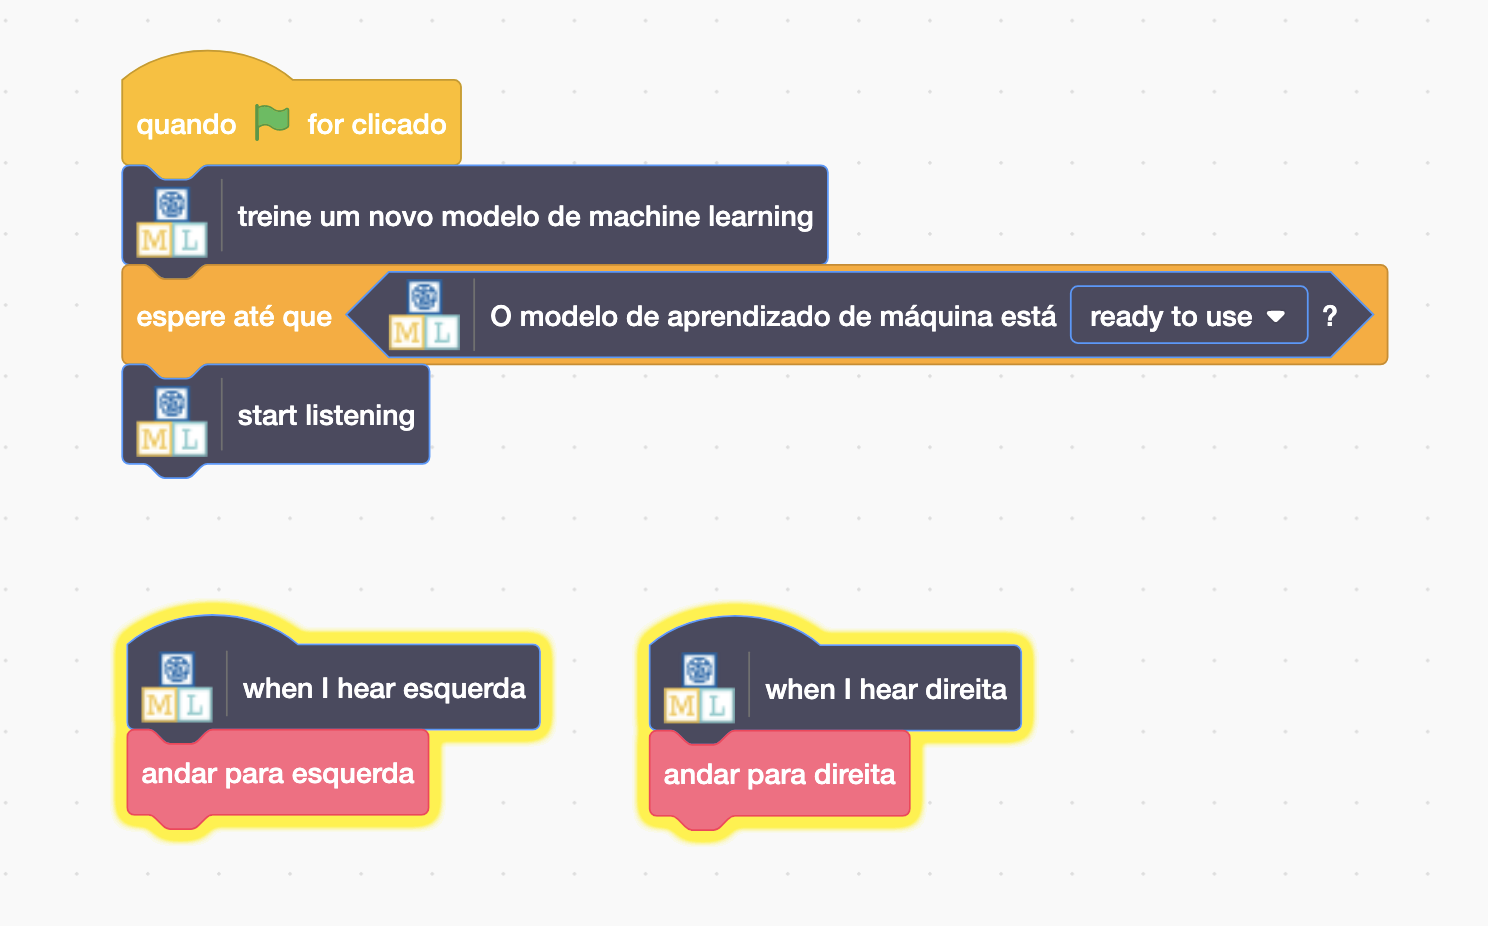 quando for clicado
ML treine um novo modelo de machine learning
espere até que ML O modelo de aprendizado de máquina está ready to use ?
ML start listening
ML when I hear esquerda
andar para esquerda
ML when I hear direita
andar para direita